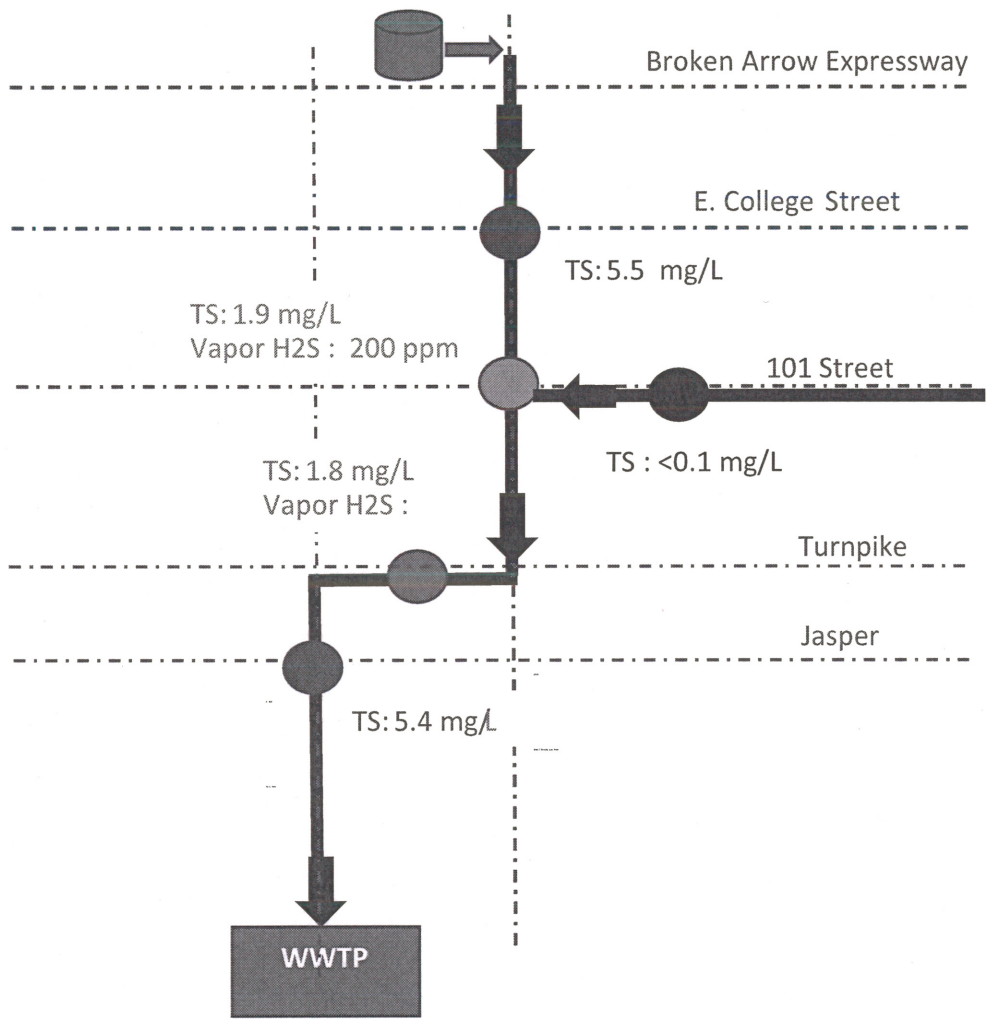 Broken Arrow Expressway
E. College Street
TS: 5.5 mg/L
TS: 1.9 mg/L
Vapor H2S : 200 ppm
101 Street
TS : <0.1 mg/L
TS: 1.8 mg/L
Vapor H2S :
Turnpike
Jasper
TS: 5.4 mg/L
WWTP